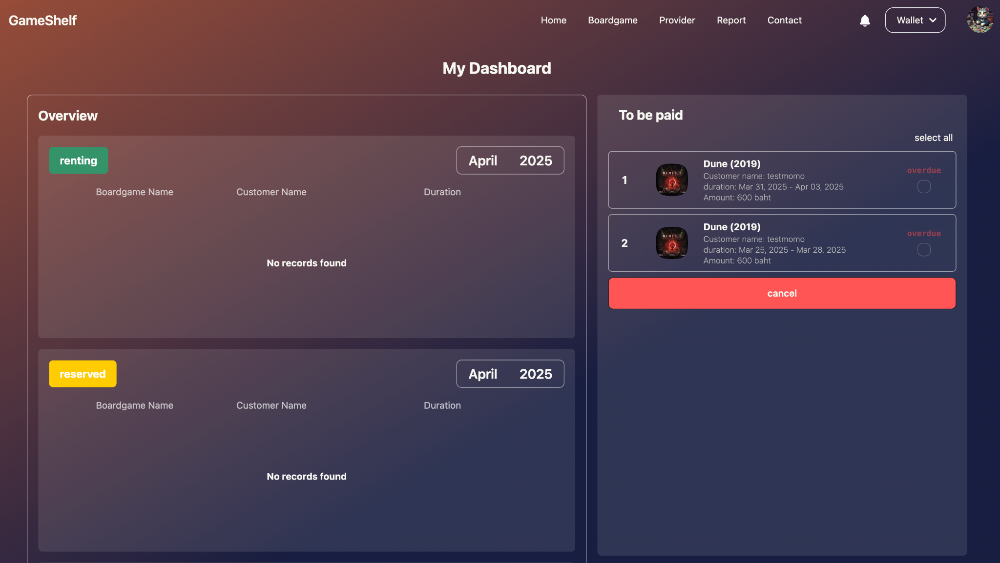 GameShelf
Home Boardgame Provider Report Contact Wallet
My Dashboard
Overview
renting
April 2025
Boardgame Name Customer Name Duration
No records found
reserved
April 2025
Boardgame Name Customer Name Duration
No records found
To be paid
select all
1
NEMESIS
Dune (2019)
Customer name: testmomo
duration: Mar 31, 2025 - Apr 03, 2025
Amount: 600 baht
overdue
2
NEMESIS
Dune (2019)
Customer name: testmomo
duration: Mar 25, 2025 - Mar 28, 2025
Amount: 600 baht
overdue
cancel